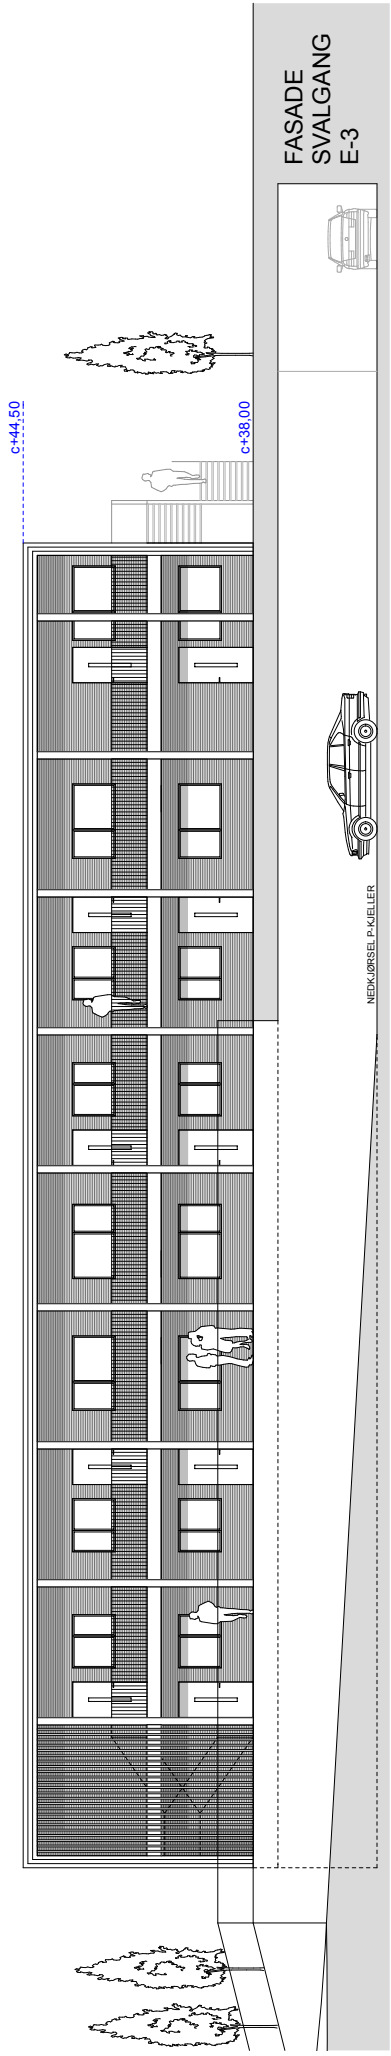 FASADE
SVALGANG
E-3
c+44,50
c+38,00
NEDKJØRSEL P-KJELLER